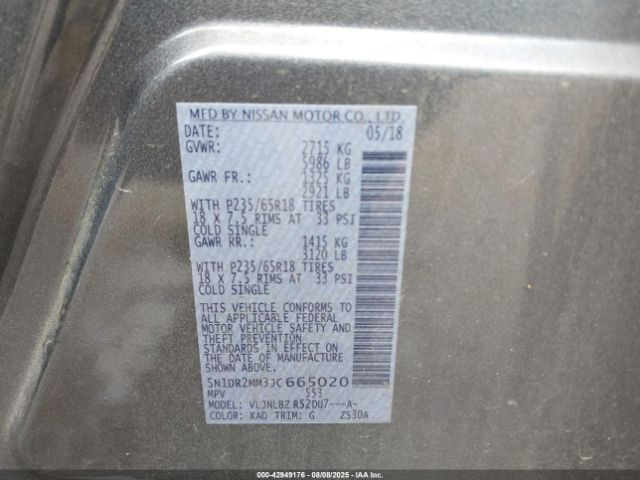 MFD BY NISSAN MOTOR CO., LTD.
DATE: 05/18
GVWR: 2715 KG
5986 LB
GAWR FR.: 1325 KG
2921 LB
WITH P235/65R18 TIRES
18 X 7.5 RIMS AT 33 PSI
COLD SINGLE
GAWR RR.: 1415 KG
3120 LB
WITH P235/65R18 TIRES
18 X 7.5 RIMS AT 33 PSI
COLD SINGLE
THIS VEHICLE CONFORMS TO
ALL APPLICABLE FEDERAL
MOTOR VEHICLE SAFETY AND
THEFT PREVENTION
STANDARDS IN EFFECT ON
THE DATE OF MANUFACTURE
SHOWN ABOVE.
5N1DR2MM3JC665020
MPV 553
MODEL: VLJNLBZ R52DU7---A-
COLOR: KAD TRIM: G ZS30A
000-42949176 - 08/08/2025 - IAAI.COM